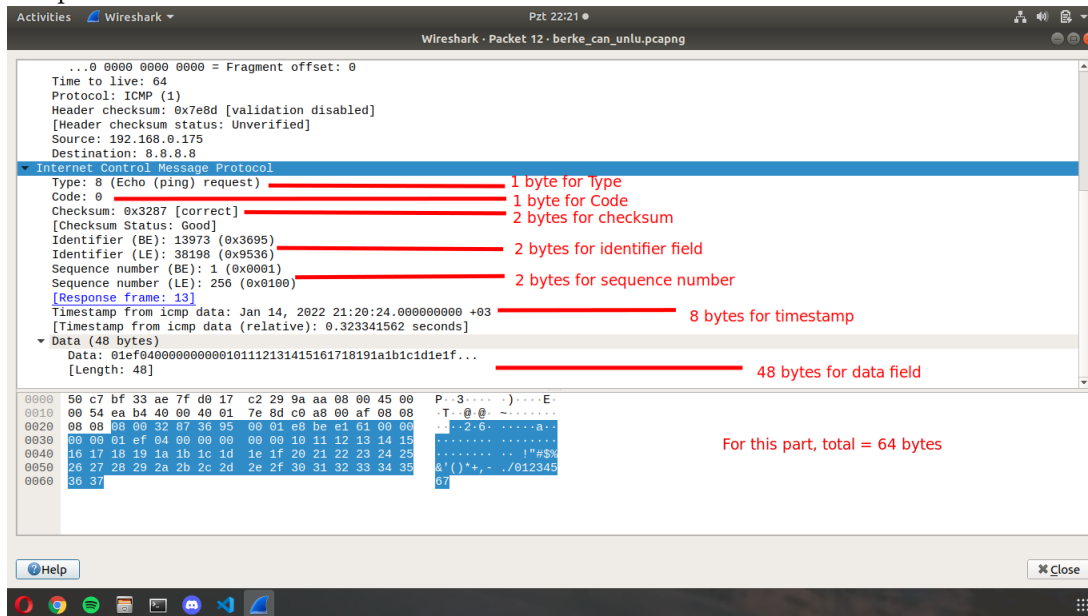 Activities Wireshark Pzt 22:21
Wireshark · Packet 12 · berke_can_unlu.pcapng
...0 0000 0000 0000 = Fragment offset: 0
Time to live: 64
Protocol: ICMP (1)
Header checksum: 0x7e8d [validation disabled]
[Header checksum status: Unverified]
Source: 192.168.0.175
Destination: 8.8.8.8
Internet Control Message Protocol
Type: 8 (Echo (ping) request) 1 byte for Type
Code: 0 1 byte for Code
Checksum: 0x3287 [correct] 2 bytes for checksum
[Checksum Status: Good]
Identifier (BE): 13973 (0x3695) 2 bytes for identifier field
Identifier (LE): 38198 (0x9536)
Sequence number (BE): 1 (0x0001)
Sequence number (LE): 256 (0x0100) 2 bytes for sequence number
[Response frame: 13]
Timestamp from icmp data: Jan 14, 2022 21:20:24.000000000 +03 8 bytes for timestamp
[Timestamp from icmp data (relative): 0.323341562 seconds]
Data (48 bytes)
Data: 01ef040000000000101112131415161718191a1b1c1d1e1f...
[Length: 48] 48 bytes for data field
0000 50 c7 bf 33 ae 7f d0 17 c2 29 9a aa 08 00 45 00 P··3···· ·)····E·
0010 00 54 ea b4 40 00 40 01 7e 8d c0 a8 00 af 08 08 ·T··@·@· ~·······
0020 08 08 08 00 32 87 36 95 00 01 e8 be e1 61 00 00 ····2·6· ·····a··
0030 00 00 01 ef 04 00 00 00 00 00 10 11 12 13 14 15 ········ ········
0040 16 17 18 19 1a 1b 1c 1d 1e 1f 20 21 22 23 24 25 ········ ·· !"#$%
0050 26 27 28 29 2a 2b 2c 2d 2e 2f 30 31 32 33 34 35 &'()*+,- ./012345
0060 36 37 67
For this part, total = 64 bytes
Help Close